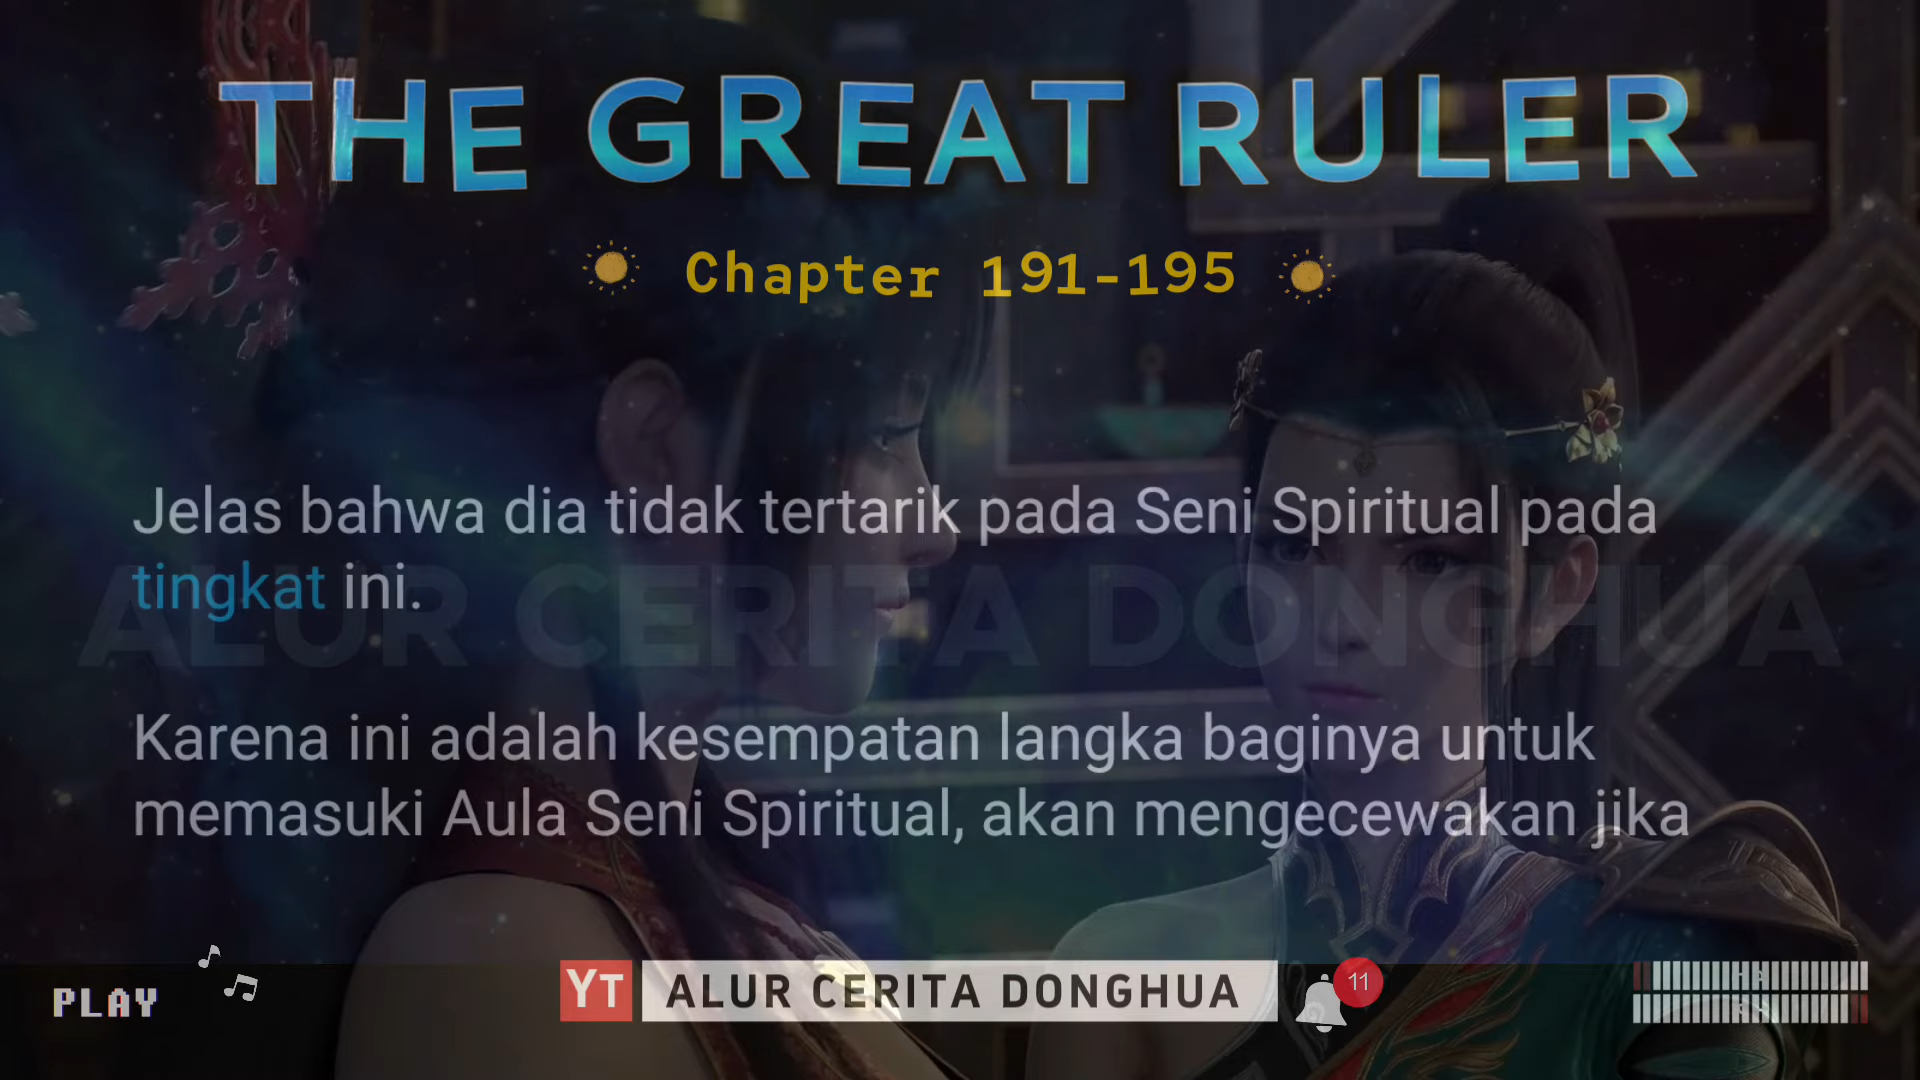 THE GREAT RULER
Chapter 191-195
Jelas bahwa dia tidak tertarik pada Seni Spiritual pada
tingkat ini.
ALUR CERITA DONGHUA
Karena ini adalah kesempatan langka baginya untuk
memasuki Aula Seni Spiritual, akan mengecewakan jika
PLAY
YT ALUR CERITA DONGHUA
11